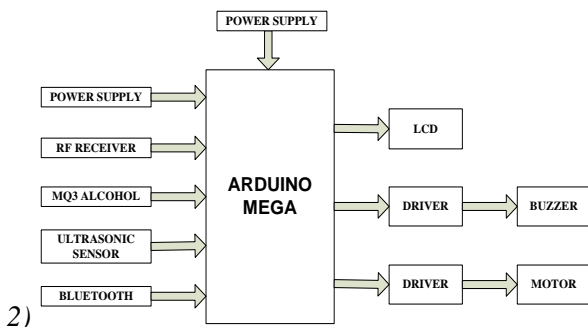 POWER SUPPLY
POWER SUPPLY
RF RECEIVER
MQ3 ALCOHOL
ULTRASONIC
SENSOR
BLUETOOTH
ARDUINO
MEGA
LCD
DRIVER
BUZZER
DRIVER
MOTOR
2)